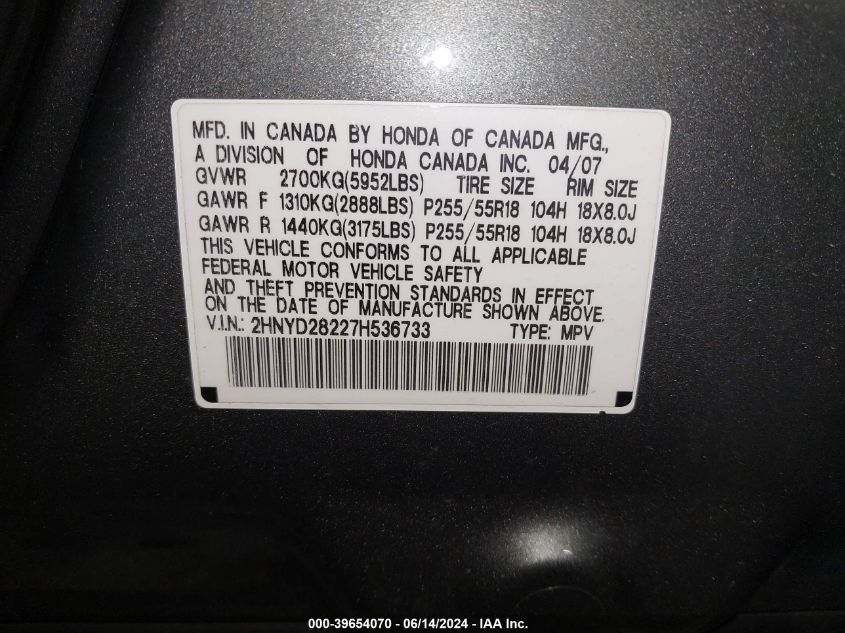 MFD. IN CANADA BY HONDA OF CANADA MFG.,
A DIVISION OF HONDA CANADA INC. 04/07
GVWR 2700KG(5952LBS) TIRE SIZE RIM SIZE
GAWR F 1310KG(2888LBS) P255/55R18 104H 18X8.0J
GAWR R 1440KG(3175LBS) P255/55R18 104H 18X8.0J
THIS VEHICLE CONFORMS TO ALL APPLICABLE
FEDERAL MOTOR VEHICLE SAFETY
AND THEFT PREVENTION STANDARDS IN EFFECT
ON THE DATE OF MANUFACTURE SHOWN ABOVE.
V.I.N.: 2HNYD28227H536733 TYPE: MPV
000-39654070 - 06/14/2024 - IAA Inc.